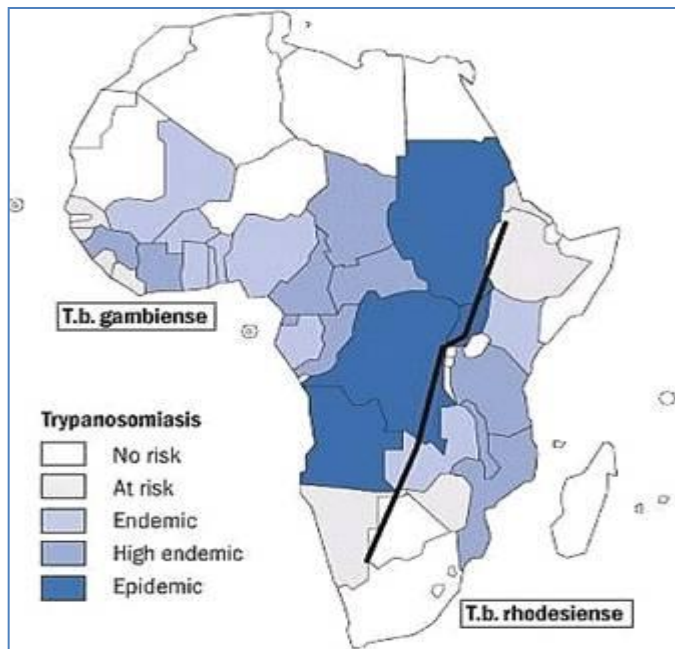 T.b. gambiense
Trypanosomiasis
No risk
At risk
Endemic
High endemic
Epidemic
T.b. rhodesiense